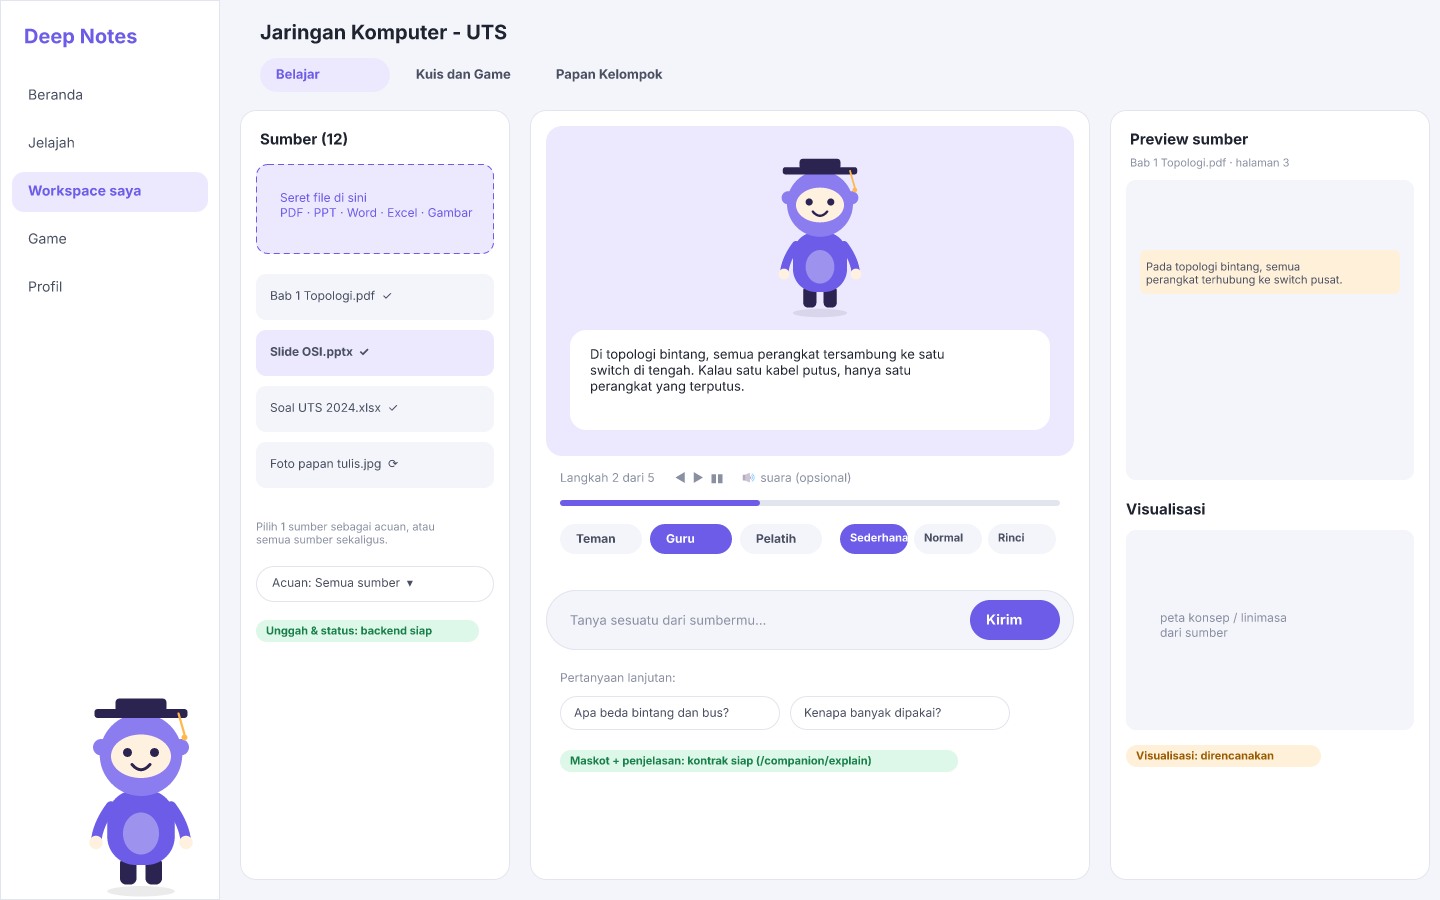 Deep Notes
Beranda
Jelajah
Workspace saya
Game
Profil
Jaringan Komputer - UTS
Belajar
Kuis dan Game
Papan Kelompok
Sumber (12)
Seret file di sini
PDF · PPT · Word · Excel · Gambar
Bab 1 Topologi.pdf ✓
Slide OSI.pptx ✓
Soal UTS 2024.xlsx ✓
Foto papan tulis.jpg ⟳
Pilih 1 sumber sebagai acuan, atau
semua sumber sekaligus.
Acuan: Semua sumber ▾
Unggah & status: backend siap
Di topologi bintang, semua perangkat tersambung ke satu
switch di tengah. Kalau satu kabel putus, hanya satu
perangkat yang terputus.
Langkah 2 dari 5 ◀ ▶ ▮▮ 🔊 suara (opsional)
Teman
Guru
Pelatih
Sederhana
Normal
Rinci
Tanya sesuatu dari sumbermu...
Kirim
Pertanyaan lanjutan:
Apa beda bintang dan bus?
Kenapa banyak dipakai?
Maskot + penjelasan: kontrak siap (/companion/explain)
Preview sumber
Bab 1 Topologi.pdf · halaman 3
Pada topologi bintang, semua
perangkat terhubung ke switch pusat.
Visualisasi
peta konsep / linimasa
dari sumber
Visualisasi: direncanakan